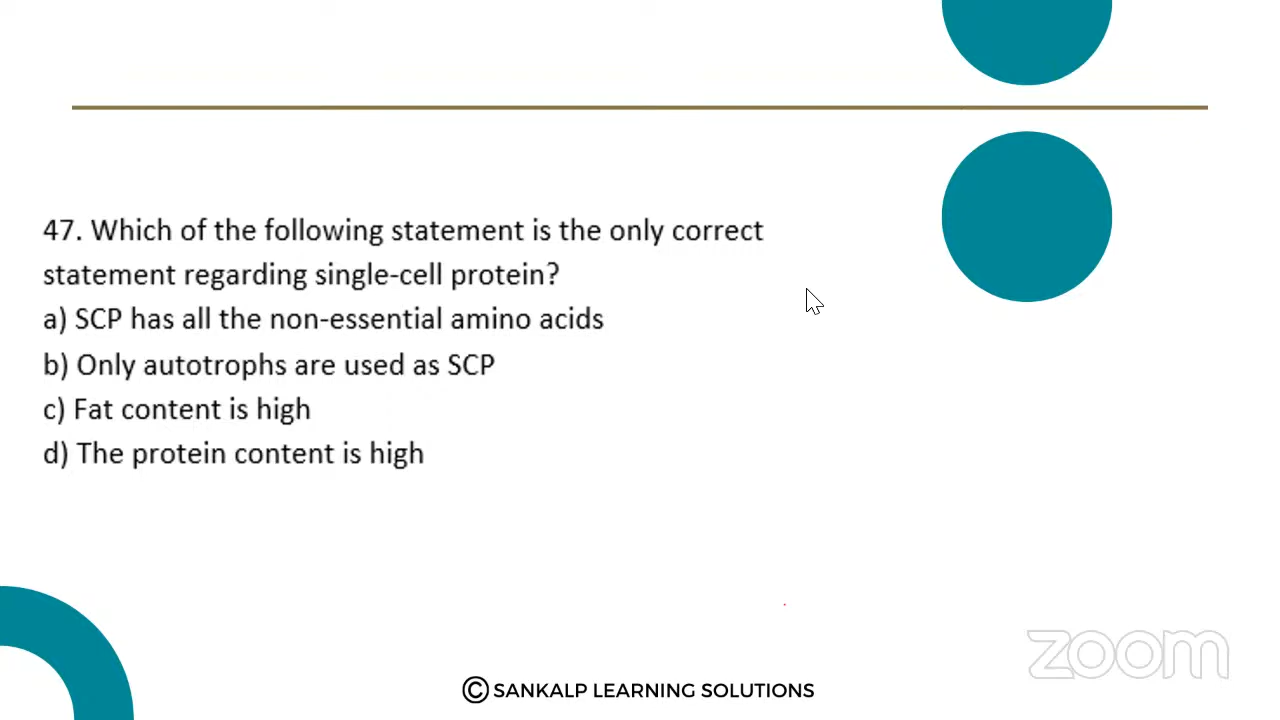 47. Which of the following statement is the only correct
statement regarding single-cell protein?
a) SCP has all the non-essential amino acids
b) Only autotrophs are used as SCP
c) Fat content is high
d) The protein content is high
zoom
© SANKALP LEARNING SOLUTIONS